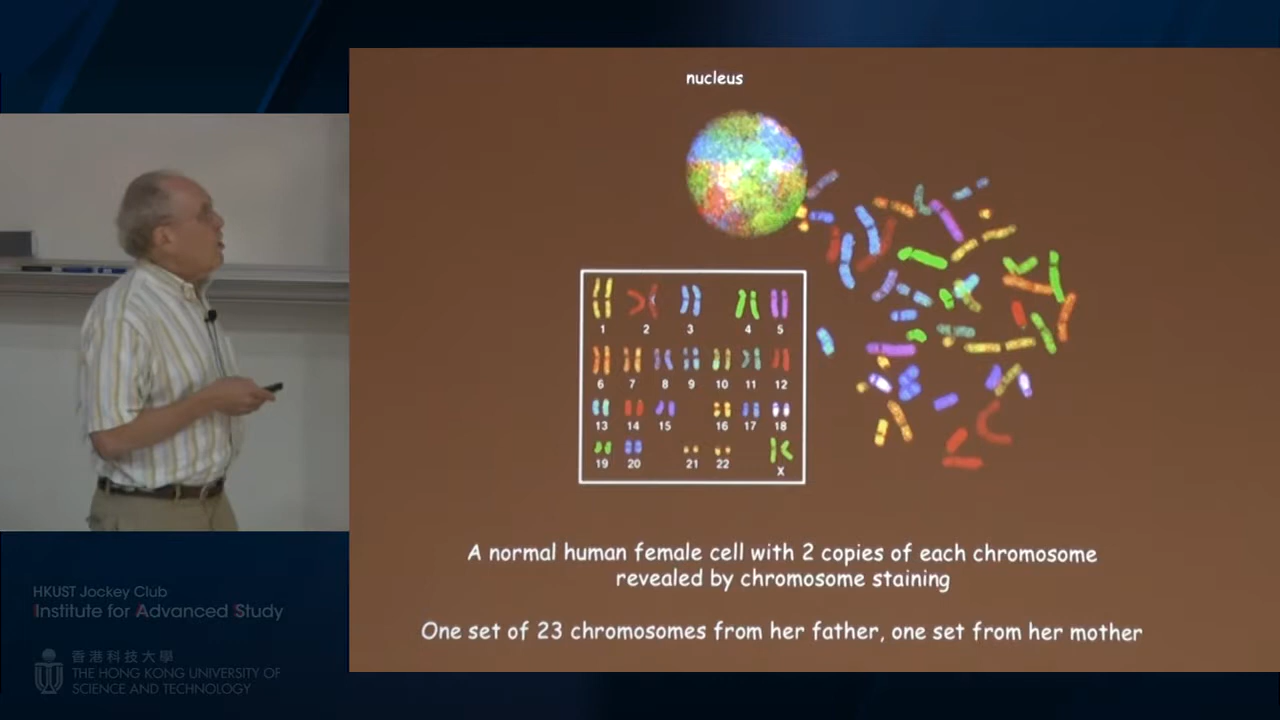 nucleus
1 2 3 4 5
6 7 8 9 10 11 12
13 14 15 16 17 18
19 20 21 22 X
A normal human female cell with 2 copies of each chromosome
revealed by chromosome staining
One set of 23 chromosomes from her father, one set from her mother
HKUST Jockey Club
Institute for Advanced Study
香港科技大學
THE HONG KONG UNIVERSITY OF
SCIENCE AND TECHNOLOGY